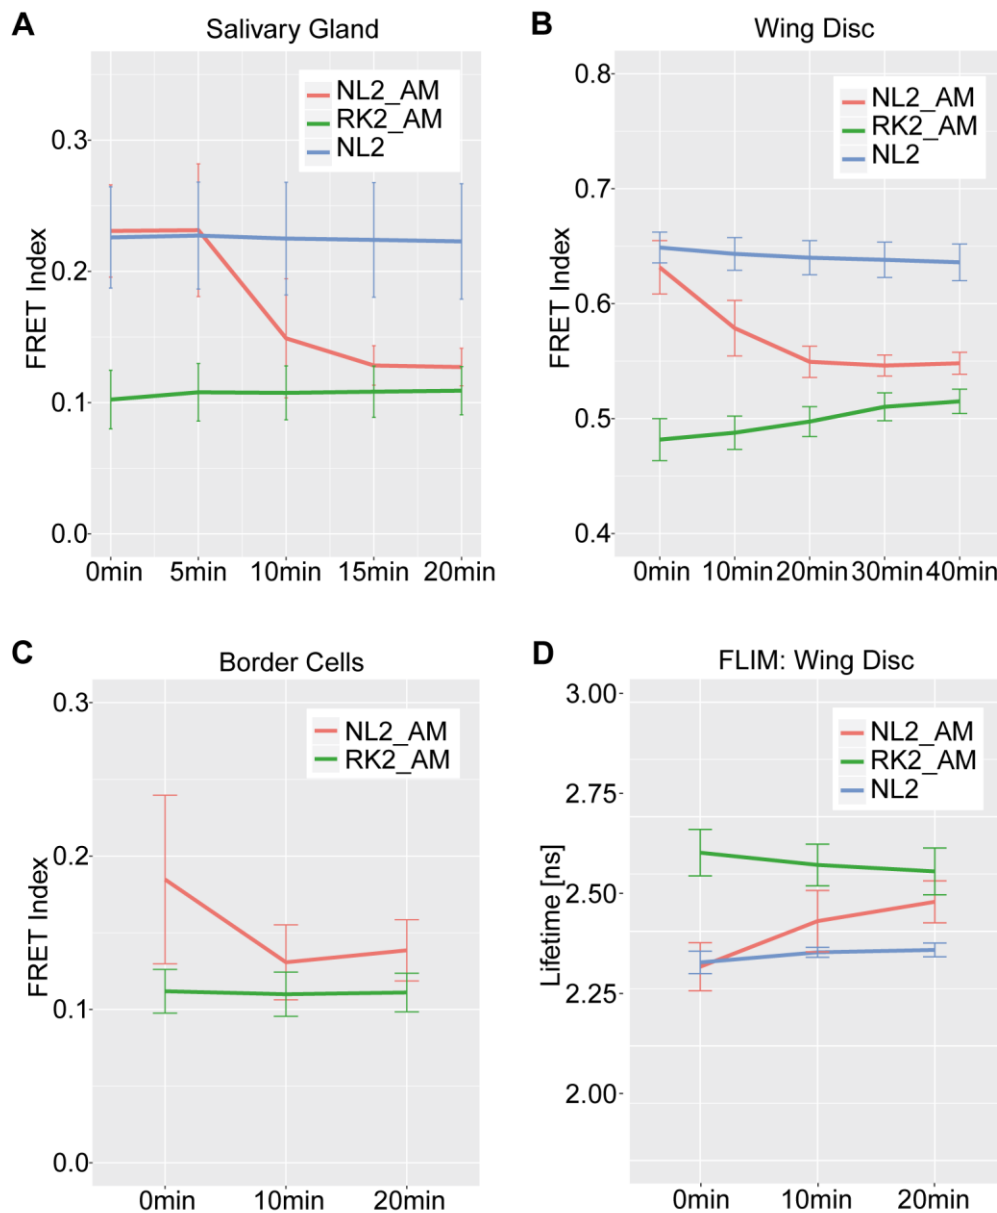 A
Salivary Gland
NL2_AM
RK2_AM
NL2
FRET Index
0.3
0.2
0.1
0.0
0min 5min 10min 15min 20min
B
Wing Disc
NL2_AM
RK2_AM
NL2
FRET Index
0.8
0.7
0.6
0.5
0.4
0min 10min 20min 30min 40min
C
Border Cells
NL2_AM
RK2_AM
FRET Index
0.3
0.2
0.1
0.0
0min 10min 20min
D
FLIM: Wing Disc
NL2_AM
RK2_AM
NL2
Lifetime [ns]
3.00
2.75
2.50
2.25
2.00
0min 10min 20min